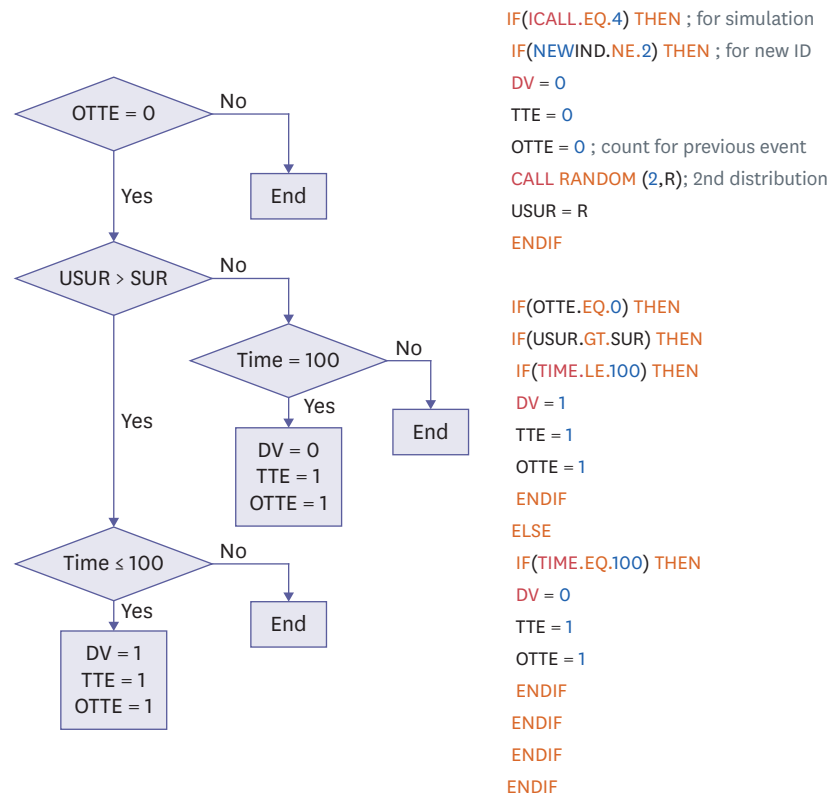 OTTE = 0
No
End
Yes
USUR > SUR
No
Time = 100
No
End
Yes
DV = 0
TTE = 1
OTTE = 1
Yes
Time ≤ 100
No
End
Yes
DV = 1
TTE = 1
OTTE = 1
IF(ICALL.EQ.4) THEN ; for simulation
IF(NEWIND.NE.2) THEN ; for new ID
DV = 0
TTE = 0
OTTE = 0 ; count for previous event
CALL RANDOM (2,R); 2nd distribution
USUR = R
ENDIF
IF(OTTE.EQ.0) THEN
IF(USUR.GT.SUR) THEN
IF(TIME.LE.100) THEN
DV = 1
TTE = 1
OTTE = 1
ENDIF
ELSE
IF(TIME.EQ.100) THEN
DV = 0
TTE = 1
OTTE = 1
ENDIF
ENDIF
ENDIF
ENDIF